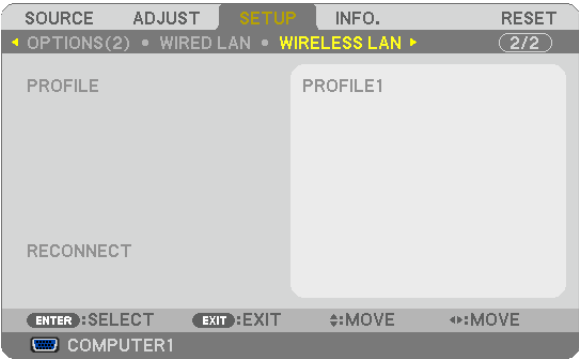 SOURCE ADJUST SETUP INFO. RESET
OPTIONS(2) • WIRED LAN • WIRELESS LAN 2/2
PROFILE PROFILE1
RECONNECT
ENTER :SELECT EXIT :EXIT :MOVE :MOVE
COMPUTER1